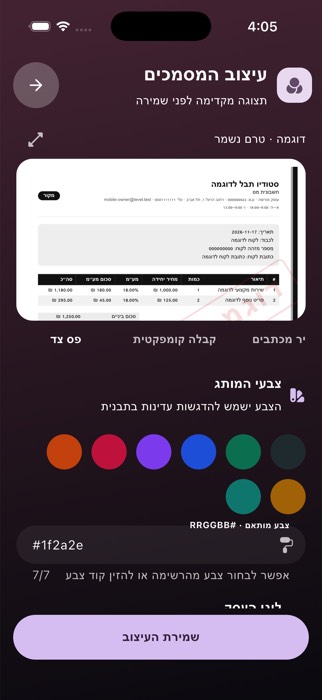 4:05
עיצוב המסמכים
תצוגה מקדימה לפני שמירה
דוגמה · טרם נשמר
סטודיו תבל לדוגמה
חשבונית מס
מקור
תאריך: 2026-11-17
לכבוד: לקוח לדוגמה
מספר מזהה לקוח: 000000000
כתובת לקוח: כתובת לקוח לדוגמה
# תיאור כמות מחיר יחידה מע״מ סכום מע״מ סה״כ
1 שירות מקצועי לדוגמה 1 1,000.00 ₪ 18.00% 180.00 ₪ 1,180.00 ₪
2 פריט נוסף לדוגמה 2 125.00 ₪ 18.00% 45.00 ₪ 295.00 ₪
סכום ביניים 1,250.00 ₪
יר מכתבים
קבלה קומפקטית
פס צד
צבעי המותג
הצבע ישמש להדגשות עדינות בתבנית
צבע מותאם · #RRGGBB
#1f2a2e
אפשר לבחור צבע מהרשימה או להזין קוד צבע
7/7
שמירת העיצוב